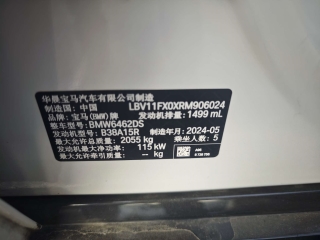 华晨宝马汽车有限公司制造
制造国：中国 LBV11FX0XRM906024
品牌：宝马(BMW)牌 发动机排量：1499 mL
整车型号：BMW6462DS
发动机型号：B38A15R 制造年月：2024-05
最大允许总质量：2055 kg 乘坐人数：5
发动机最大净功率：115 kW
最大允许牵引质量：-- kg